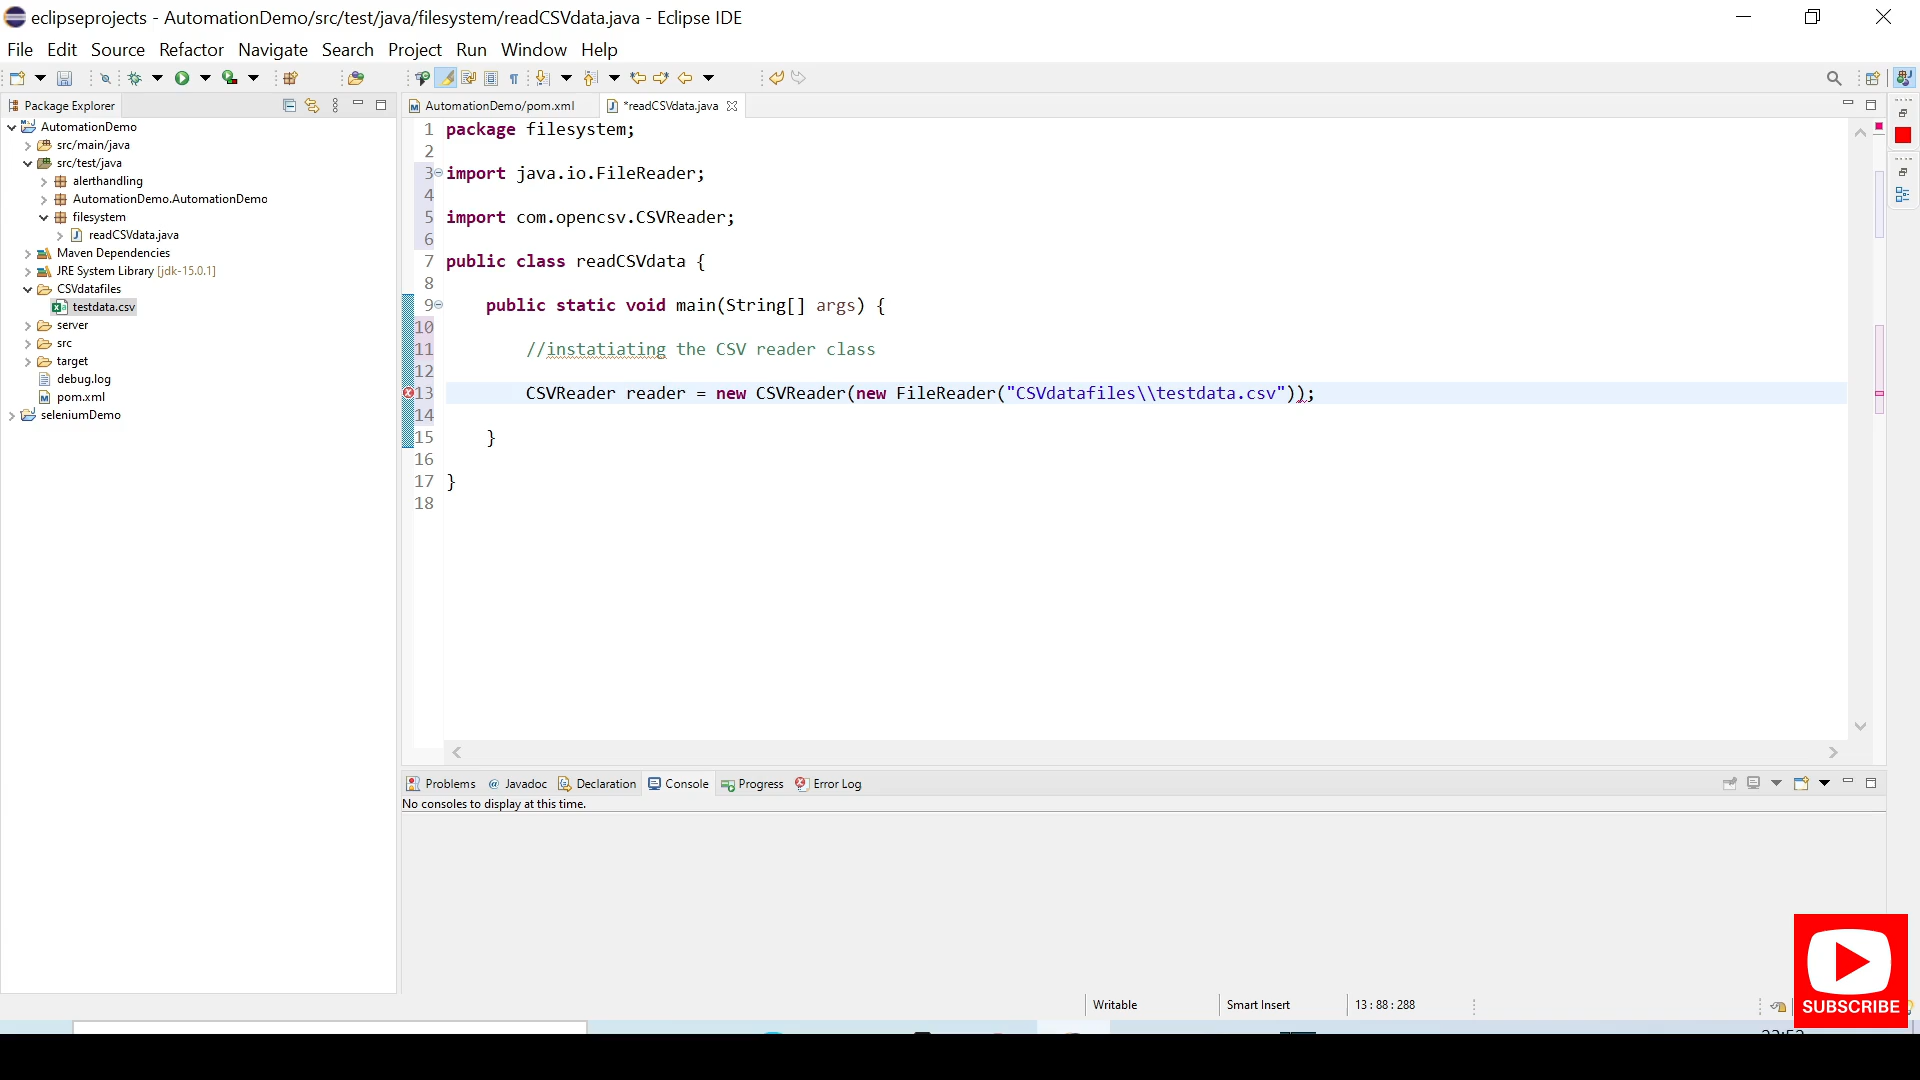 eclipseprojects - AutomationDemo/src/test/java/filesystem/readCSVdata.java - Eclipse IDE
File Edit Source Refactor Navigate Search Project Run Window Help
Package Explorer
AutomationDemo
src/main/java
src/test/java
alerthandling
AutomationDemo.AutomationDemo
filesystem
readCSVdata.java
Maven Dependencies
JRE System Library [jdk-15.0.1]
CSVdatafiles
testdata.csv
server
src
target
debug.log
pom.xml
seleniumDemo
AutomationDemo/pom.xml *readCSVdata.java
1 package filesystem;
2
3 import java.io.FileReader;
4
5 import com.opencsv.CSVReader;
6
7 public class readCSVdata {
8
9 public static void main(String[] args) {
10
11 //instatiating the CSV reader class
12
13 CSVReader reader = new CSVReader(new FileReader("CSVdatafiles\\testdata.csv"));
14
15 }
16
17 }
18
Problems @ Javadoc Declaration Console Progress Error Log
No consoles to display at this time.
Writable Smart Insert 13 : 88 : 288
SUBSCRIBE